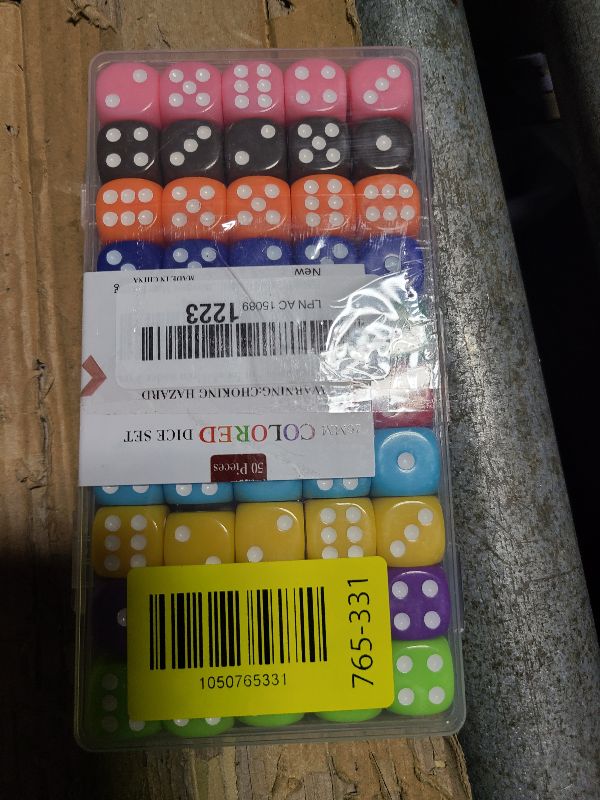 50 Pieces
16MM COLORED DICE SET
WARNING:CHOKING HAZARD
1223
LPN AC 15089
New
MADE IN CHINA
1050765331
765-331